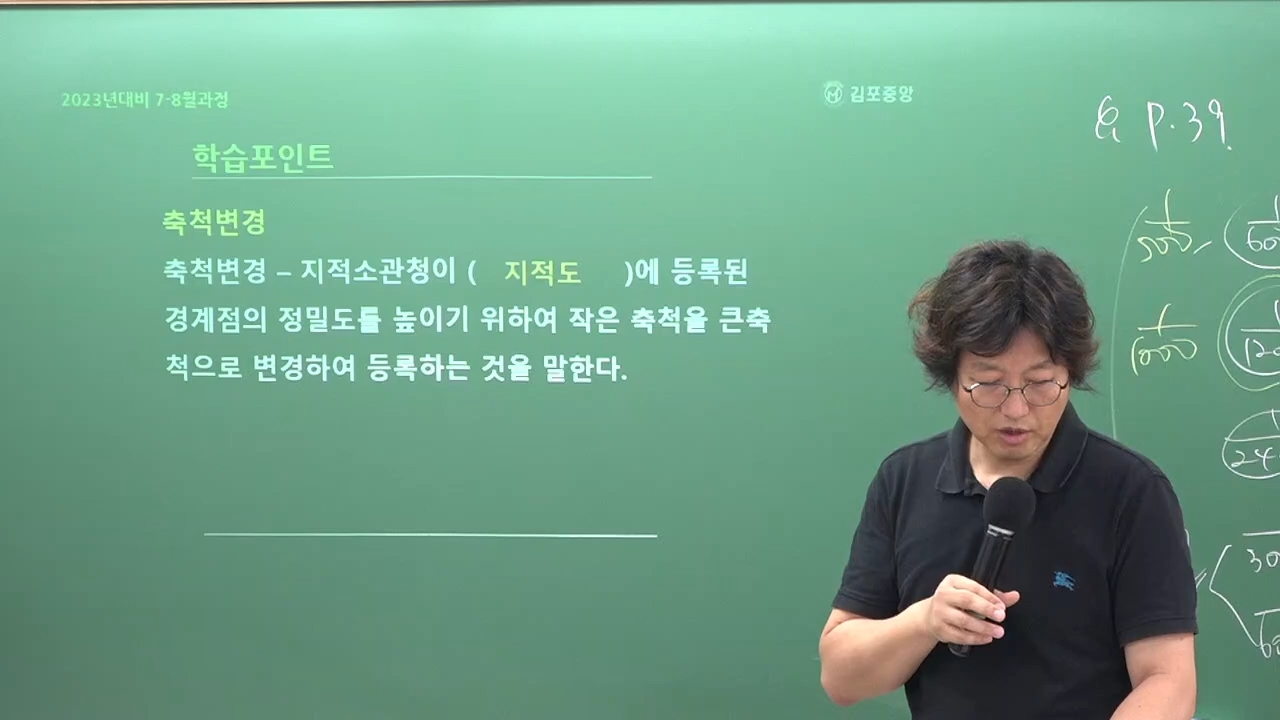 2023년대비 7-8월과정
김포중앙
학습포인트
축척변경
축척변경 – 지적소관청이 ( 지적도 )에 등록된
경계점의 정밀도를 높이기 위하여 작은 축척을 큰축
척으로 변경하여 등록하는 것을 말한다.
P.39
1/500
1/1000